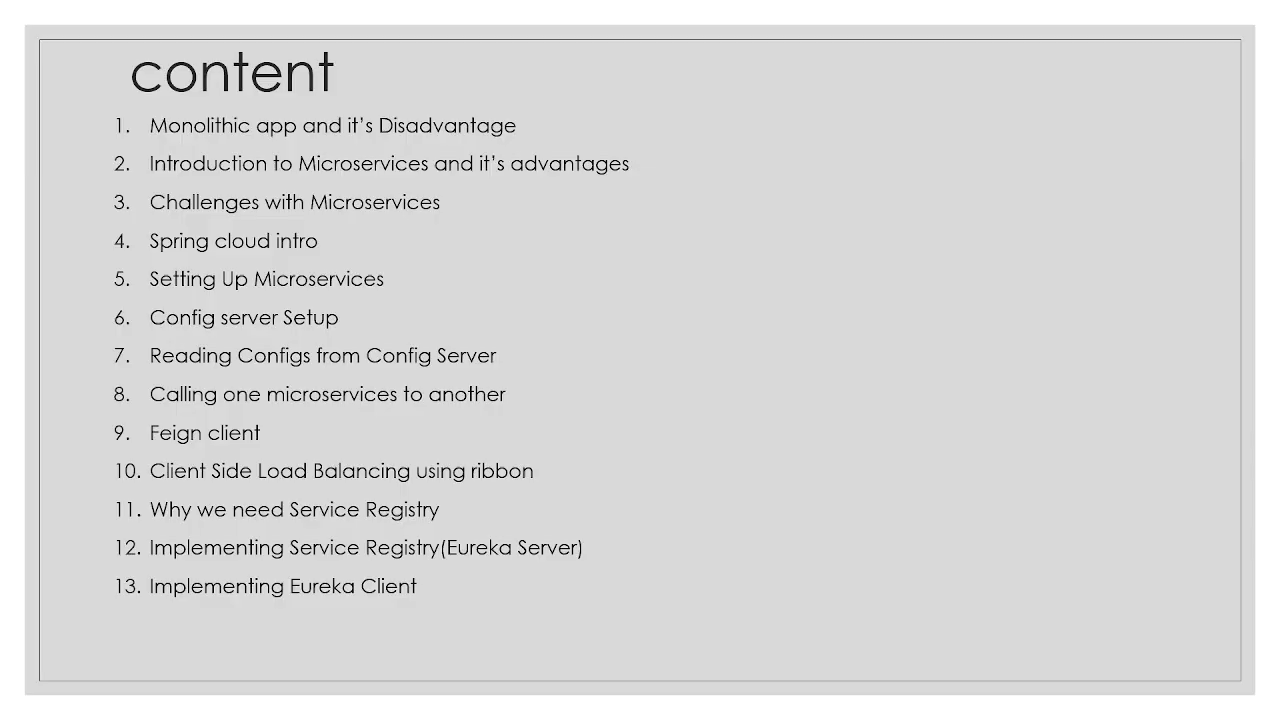 content
1. Monolithic app and it's Disadvantage
2. Introduction to Microservices and it's advantages
3. Challenges with Microservices
4. Spring cloud intro
5. Setting Up Microservices
6. Config server Setup
7. Reading Configs from Config Server
8. Calling one microservices to another
9. Feign client
10. Client Side Load Balancing using ribbon
11. Why we need Service Registry
12. Implementing Service Registry(Eureka Server)
13. Implementing Eureka Client